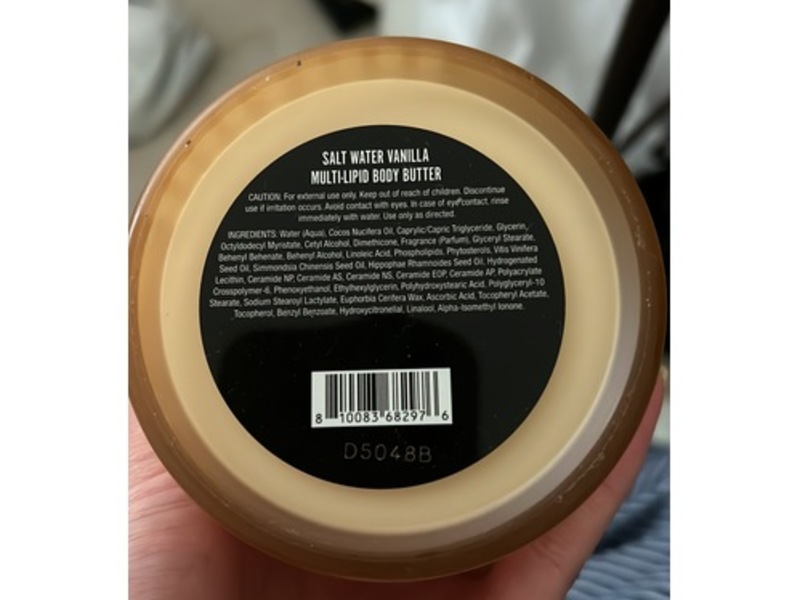 SALT WATER VANILLA
MULTI-LIPID BODY BUTTER
CAUTION: For external use only. Keep out of reach of children. Discontinue
use if irritation occurs. Avoid contact with eyes. In case of eye contact, rinse
immediately with water. Use only as directed.
INGREDIENTS: Water (Aqua), Cocos Nucifera Oil, Caprylic/Capric Triglyceride, Glycerin,
Octyldodecyl Myristate, Cetyl Alcohol, Dimethicone, Fragrance (Parfum), Glyceryl Stearate,
Behenyl Behenate, Behenyl Alcohol, Linoleic Acid, Phospholipids, Phytosterols, Vitis Vinifera
Seed Oil, Simmondsia Chinensis Seed Oil, Hippophae Rhamnoides Seed Oil, Hydrogenated
Lecithin, Ceramide NP, Ceramide AS, Ceramide NS, Ceramide EOP, Ceramide AP, Polyacrylate
Crosspolymer-6, Phenoxyethanol, Ethylhexylglycerin, Polyhydroxystearic Acid, Polyglyceryl-10
Stearate, Sodium Stearoyl Lactylate, Euphorbia Cerifera Wax, Ascorbic Acid, Tocopheryl Acetate,
Tocopherol, Benzyl Benzoate, Hydroxycitronellal, Linalool, Alpha-Isomethyl Ionone.
8 10083 68297 6
D5048B